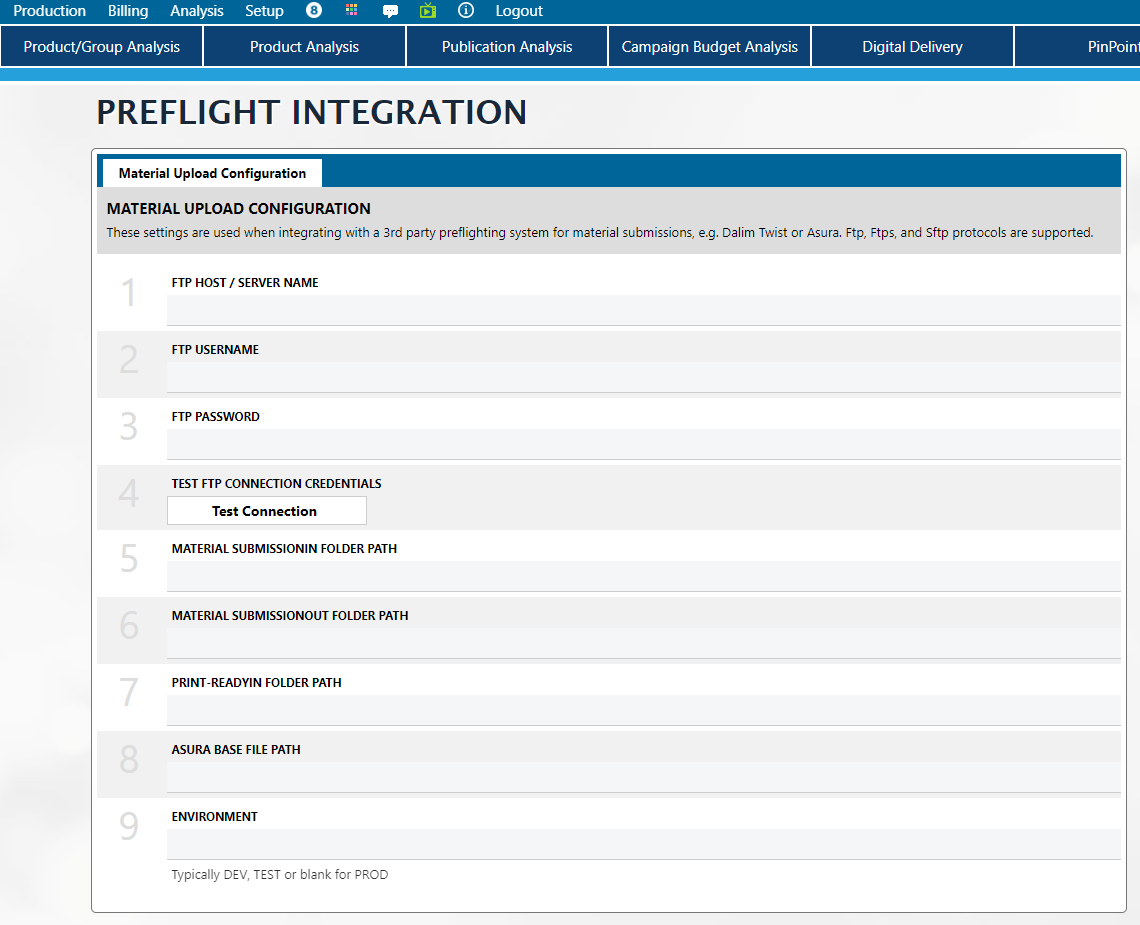 Production Billing Analysis Setup 8 Logout
Product/Group Analysis Product Analysis Publication Analysis Campaign Budget Analysis Digital Delivery PinPoint
PREFLIGHT INTEGRATION
Material Upload Configuration
MATERIAL UPLOAD CONFIGURATION
These settings are used when integrating with a 3rd party preflighting system for material submissions, e.g. Dalim Twist or Asura. Ftp, Ftps, and Sftp protocols are supported.
1 FTP HOST / SERVER NAME
2 FTP USERNAME
3 FTP PASSWORD
4 TEST FTP CONNECTION CREDENTIALS
Test Connection
5 MATERIAL SUBMISSIONIN FOLDER PATH
6 MATERIAL SUBMISSIONOUT FOLDER PATH
7 PRINT-READYIN FOLDER PATH
8 ASURA BASE FILE PATH
9 ENVIRONMENT
Typically DEV, TEST or blank for PROD